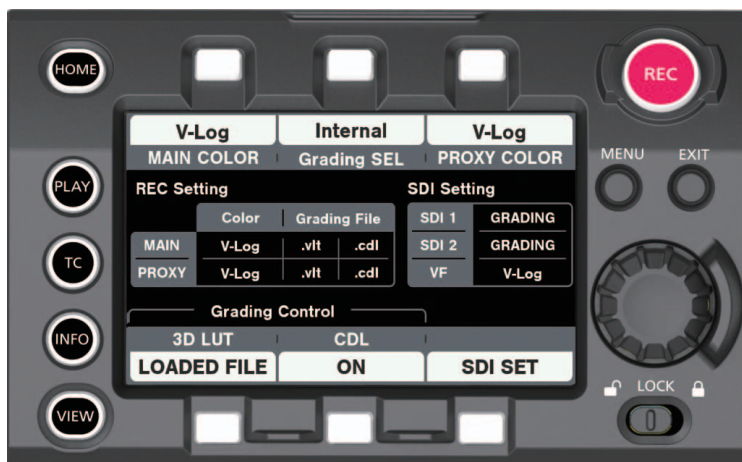 HOME
REC
V-Log Internal V-Log
MAIN COLOR Grading SEL PROXY COLOR
MENU EXIT
PLAY
REC Setting SDI Setting
Color Grading File SDI 1 GRADING
MAIN V-Log .vlt .cdl SDI 2 GRADING
PROXY V-Log .vlt .cdl VF V-Log
TC
Grading Control
INFO
3D LUT CDL
LOADED FILE ON SDI SET
LOCK
VIEW